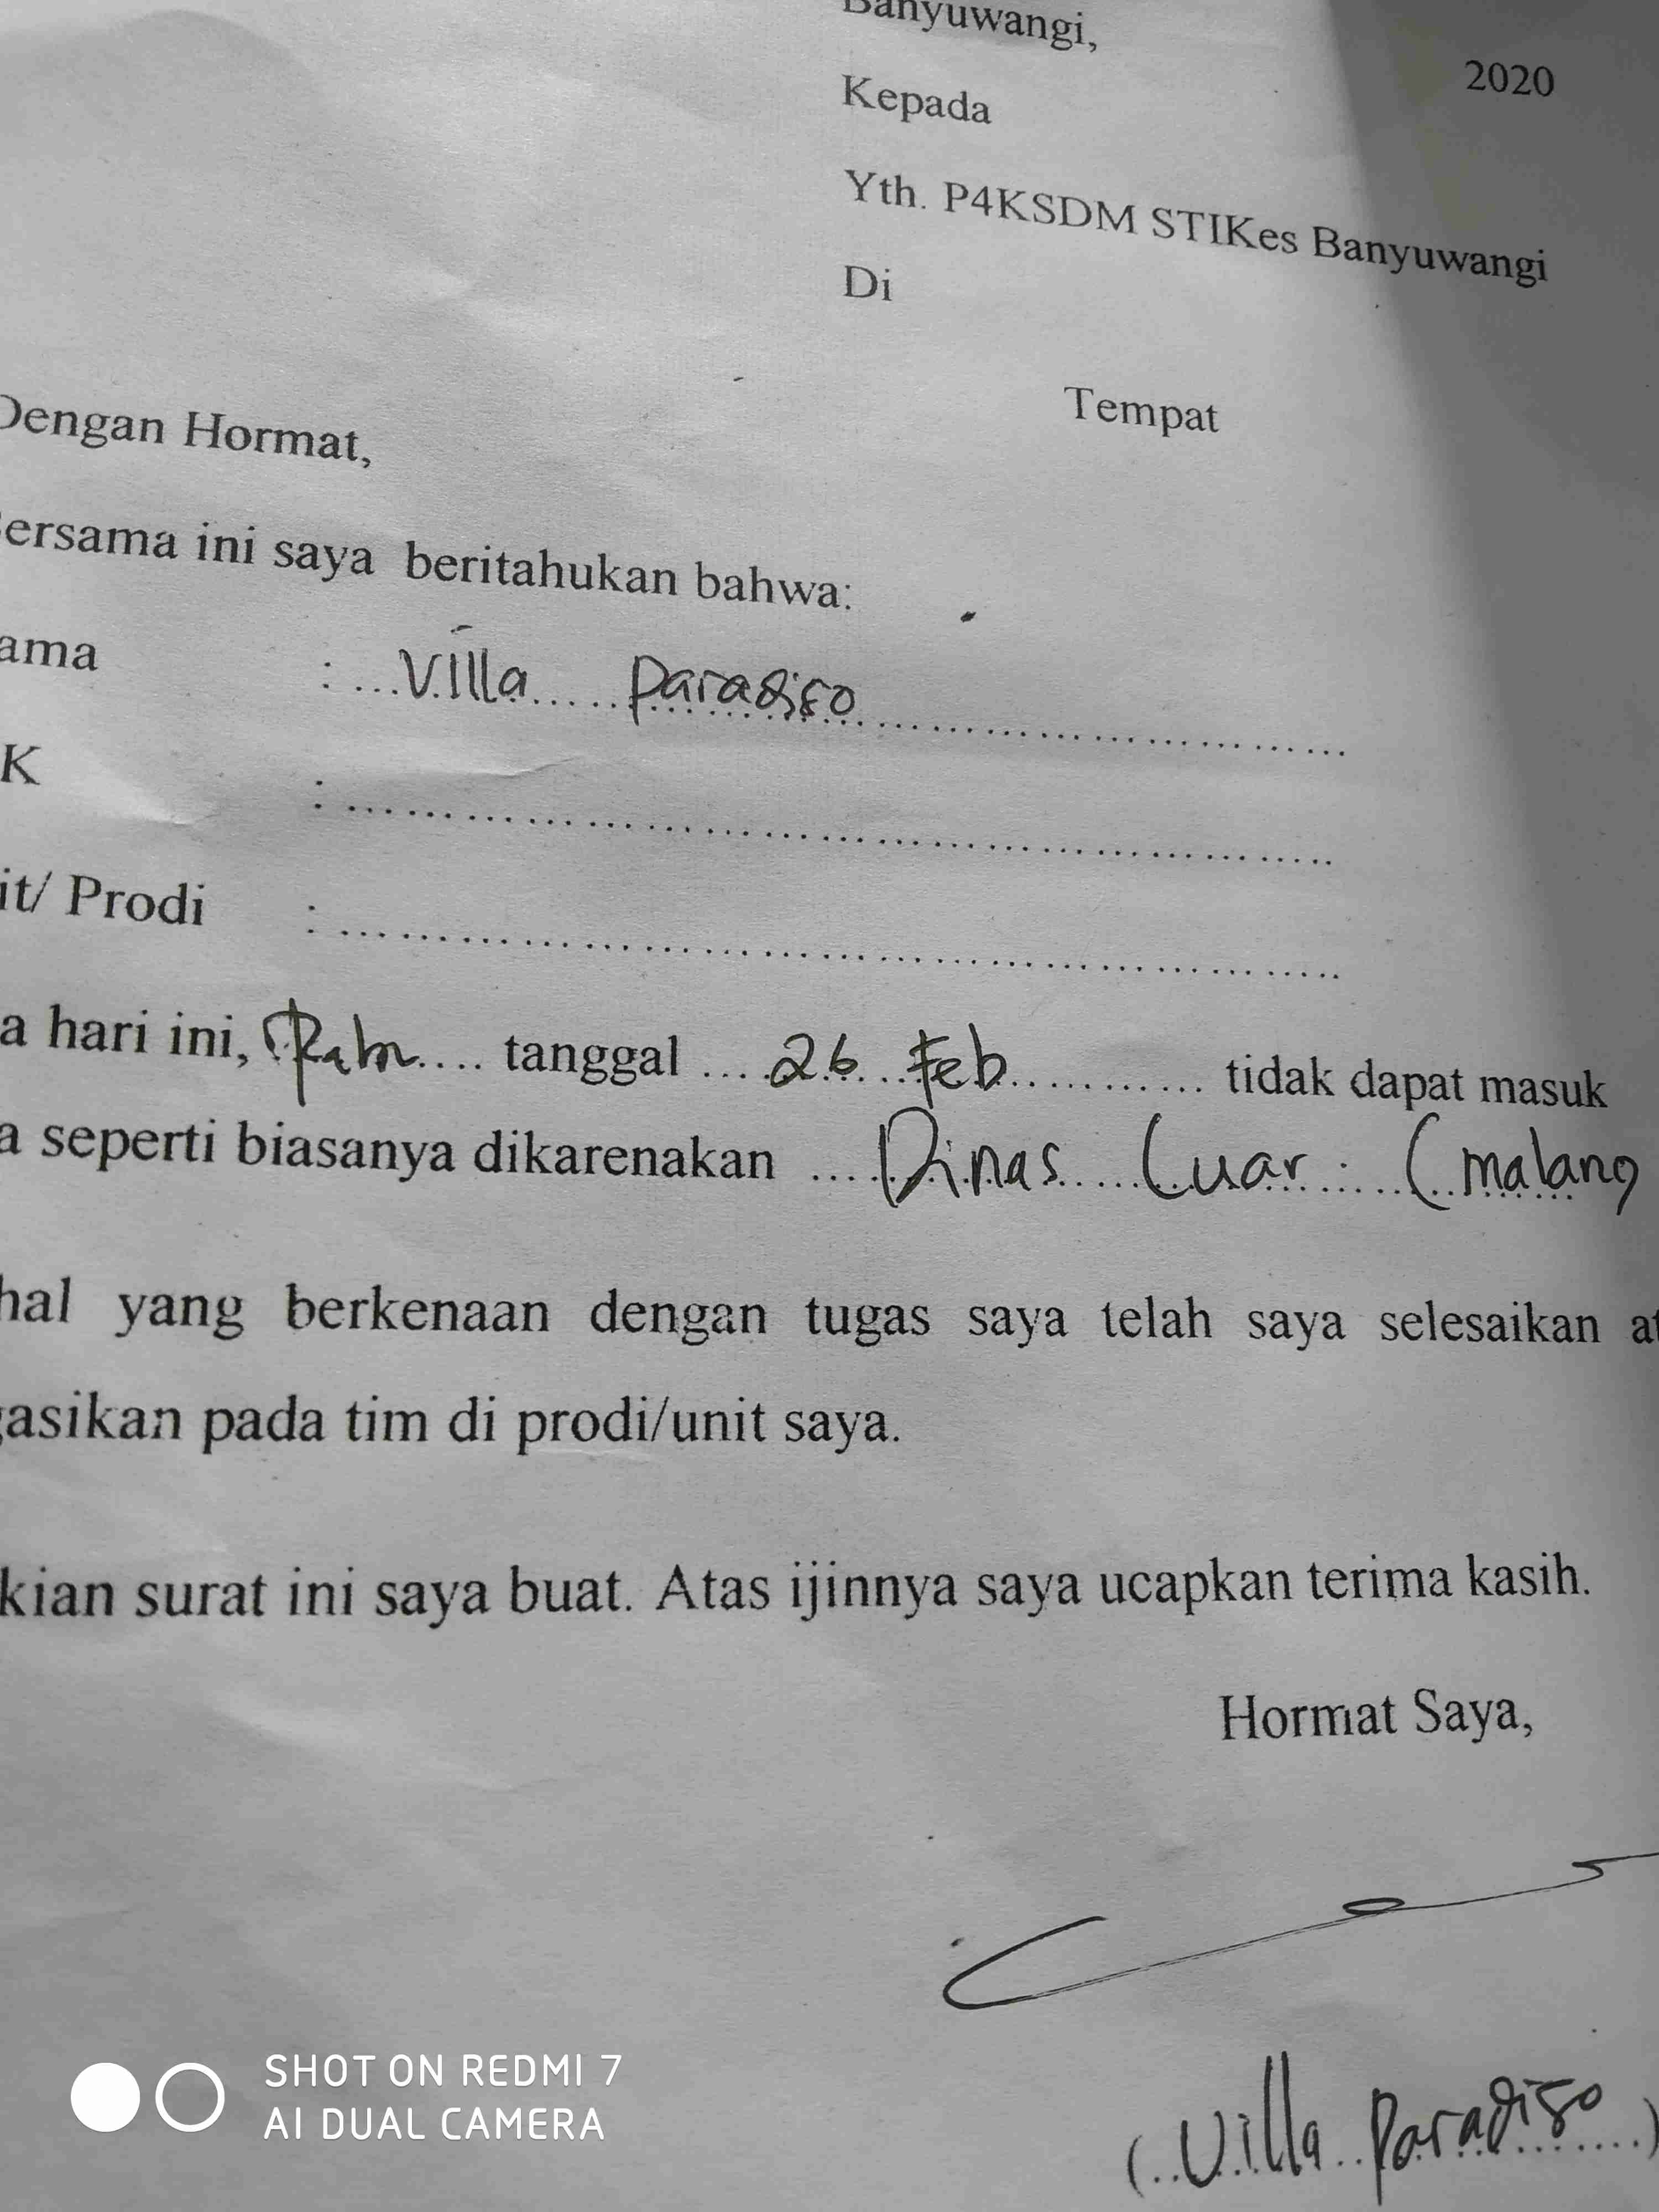 Banyuwangi, 2020
Kepada
Yth. P4KSDM STIKes Banyuwangi
Di
Tempat
Dengan Hormat,
Bersama ini saya beritahukan bahwa:
ama : Villa Paradiso
K :
it/ Prodi :
a hari ini, Rabu tanggal 26 Feb tidak dapat masuk
a seperti biasanya dikarenakan Dinas Luar (malang
hal yang berkenaan dengan tugas saya telah saya selesaikan at
gasikan pada tim di prodi/unit saya.
kian surat ini saya buat. Atas ijinnya saya ucapkan terima kasih.
Hormat Saya,
(Villa Paradiso)
SHOT ON REDMI 7
AI DUAL CAMERA